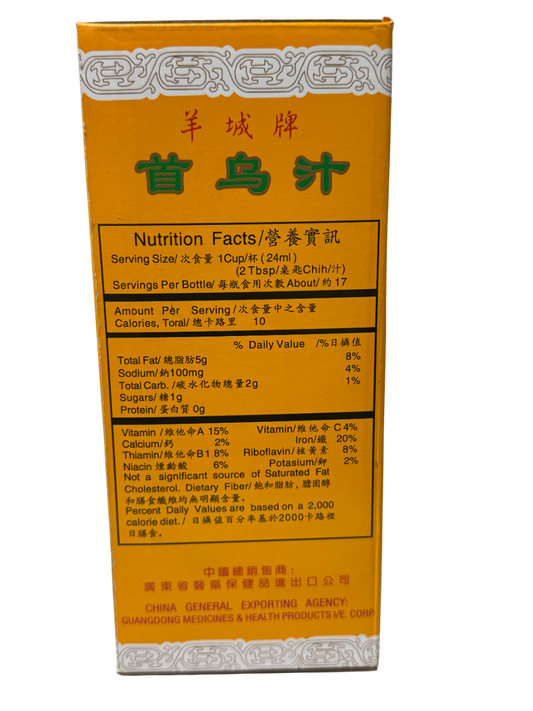 羊城牌
首乌汁
Nutrition Facts/營養實訊
Serving Size/次食量 1Cup/杯 (24ml)
(2 Tbsp/桌匙Chih/汁)
Servings Per Bottle/每瓶食用次數 About/約 17
Amount Per Serving/次食量中之含量
Calories, Toral/總卡路里 10
% Daily Value /%日攝值
Total Fat/總脂肪5g 8%
Sodium/鈉100mg 4%
Total Carb. /碳水化物總量2g 1%
Sugars/糖1g
Protein/蛋白質 0g
Vitamin /維他命A 15% Vitamin/維他命 C 4%
Calcium/鈣 2% Iron/鐵 20%
Thiamin/維他命B1 8% Riboflavin/核黃素 8%
Niacin 煙齡酸 6% Potasium/鉀 2%
Not a significant source of Saturated Fat
Cholesterol. Dietary Fiber/飽和脂肪, 膽固醇
和膳食纖維均無明顯含量。
Percent Daily Values are based on a 2,000
calorie diet. / 日攝值百分率基於2000卡路裡
日膳食。
中國總銷售商:
廣東省醫藥保健品進出口公司
CHINA GENERAL EXPORTING AGENCY:
GUANGDONG MEDICINES & HEALTH PRODUCTS I/E. CORP.